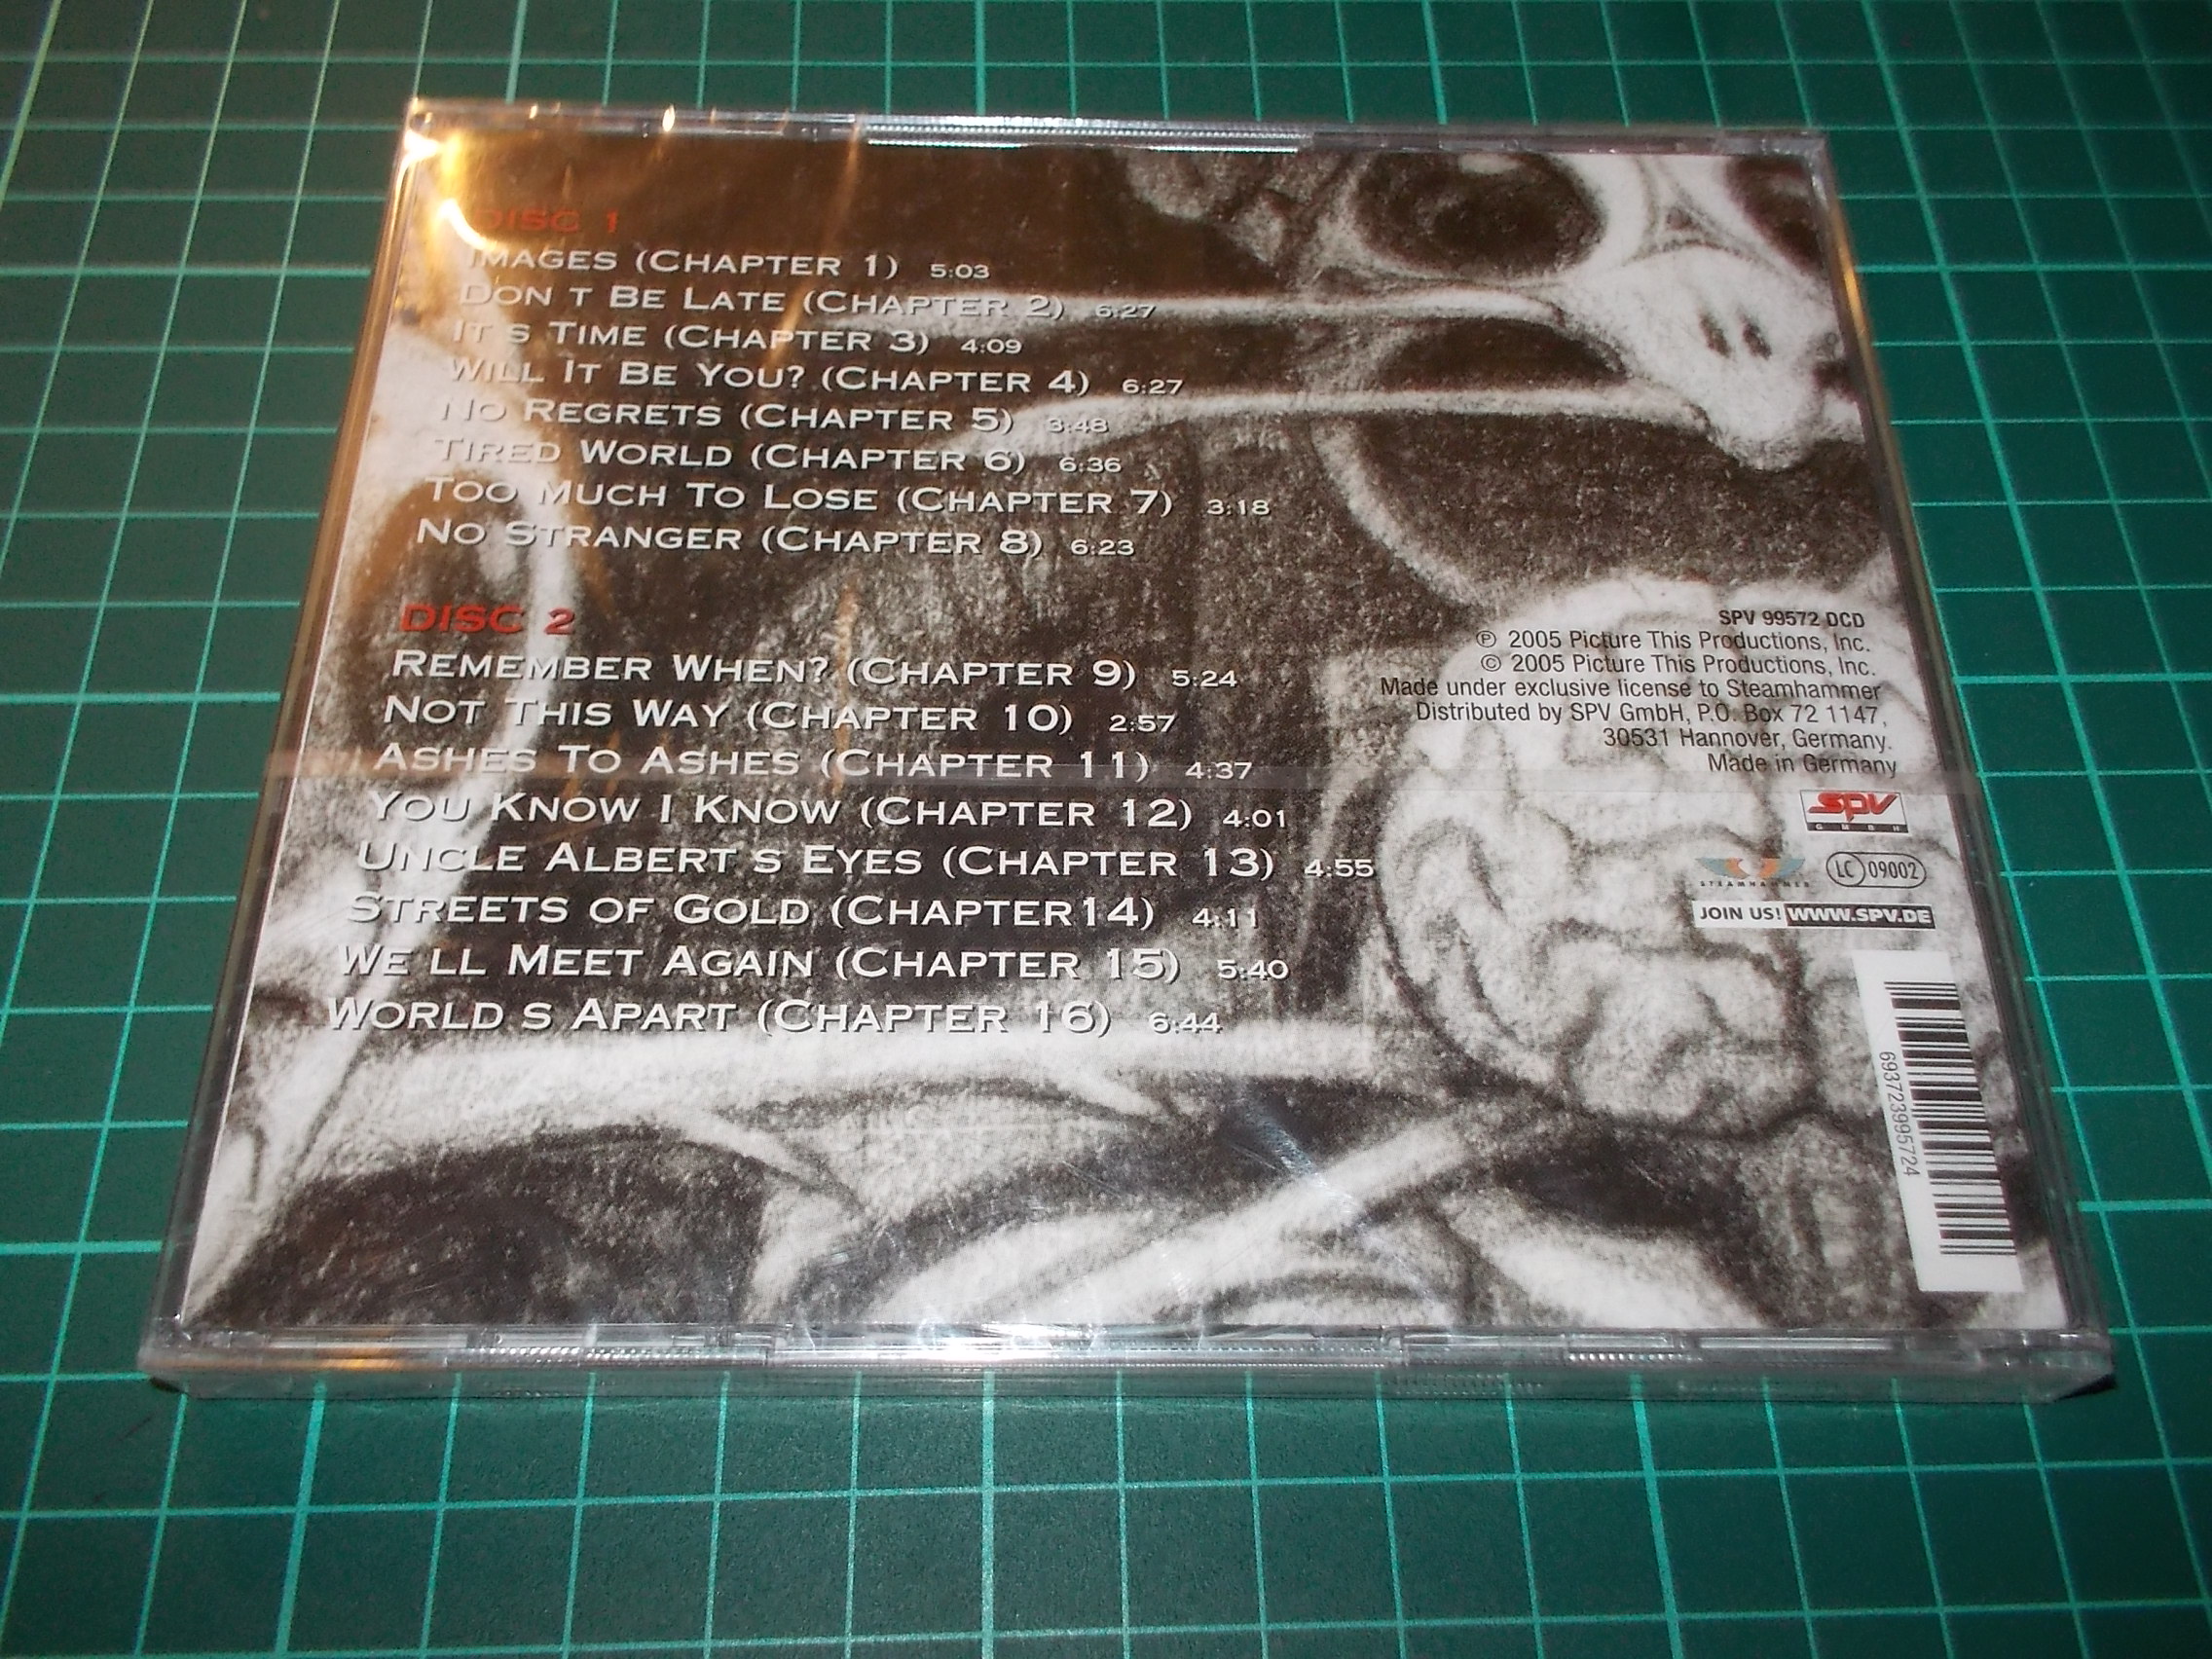 DISC 1
IMAGES (CHAPTER 1) 5:03
DON T BE LATE (CHAPTER 2) 6:27
IT S TIME (CHAPTER 3) 4:09
WILL IT BE YOU? (CHAPTER 4) 6:27
NO REGRETS (CHAPTER 5) 3:48
TIRED WORLD (CHAPTER 6) 6:36
TOO MUCH TO LOSE (CHAPTER 7) 3:18
NO STRANGER (CHAPTER 8) 6:23
DISC 2
REMEMBER WHEN? (CHAPTER 9) 5:24
NOT THIS WAY (CHAPTER 10) 2:57
ASHES TO ASHES (CHAPTER 11) 4:37
YOU KNOW I KNOW (CHAPTER 12) 4:01
UNCLE ALBERT S EYES (CHAPTER 13) 4:55
STREETS OF GOLD (CHAPTER14) 4:11
WE LL MEET AGAIN (CHAPTER 15) 5:40
WORLD S APART (CHAPTER 16) 6:44
SPV 99572 DCD
℗ 2005 Picture This Productions, Inc.
© 2005 Picture This Productions, Inc.
Made under exclusive license to Steamhammer
Distributed by SPV GmbH, P.O. Box 72 1147,
30531 Hannover, Germany.
Made in Germany
SPV
GMBH
STEAMHAMMER
LC 09002
JOIN US! WWW.SPV.DE
693723995724